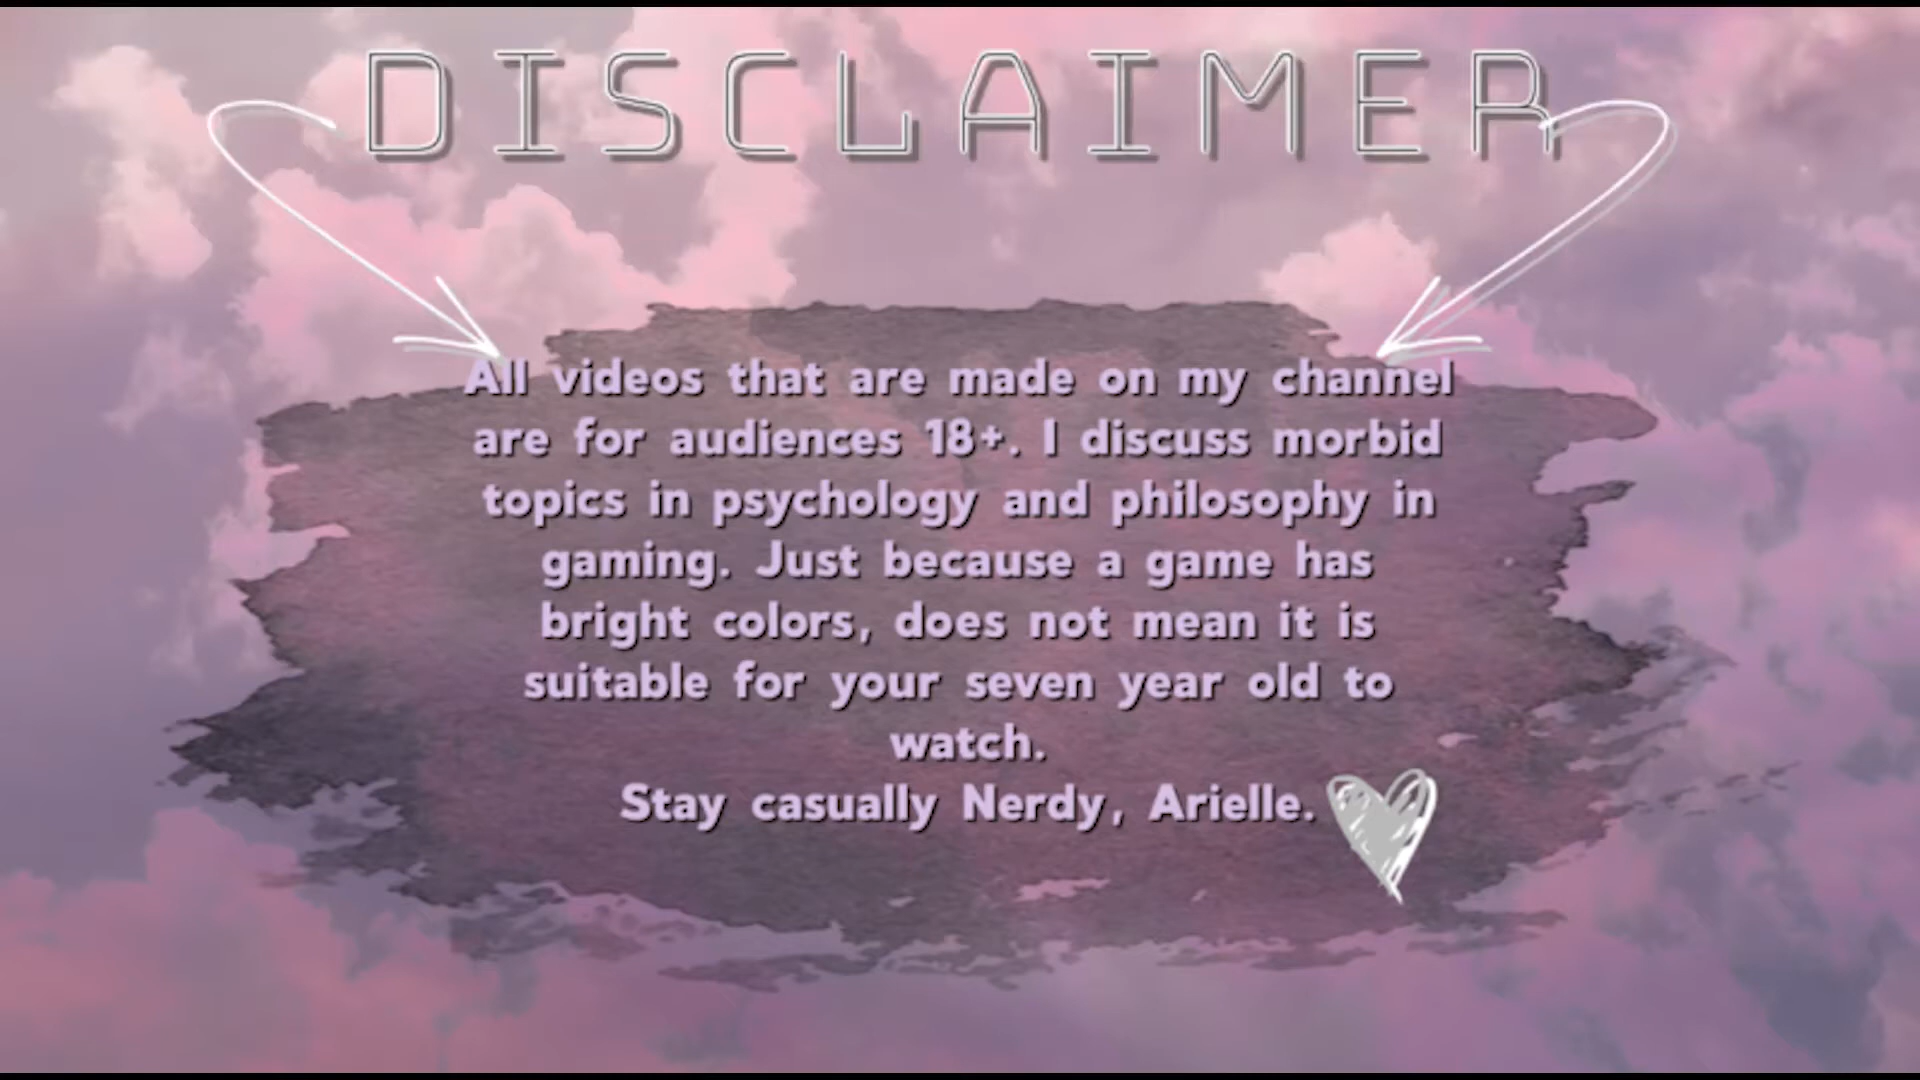 DISCLAIMER
All videos that are made on my channel
are for audiences 18+. I discuss morbid
topics in psychology and philosophy in
gaming. Just because a game has
bright colors, does not mean it is
suitable for your seven year old to
watch.
Stay casually Nerdy, Arielle.